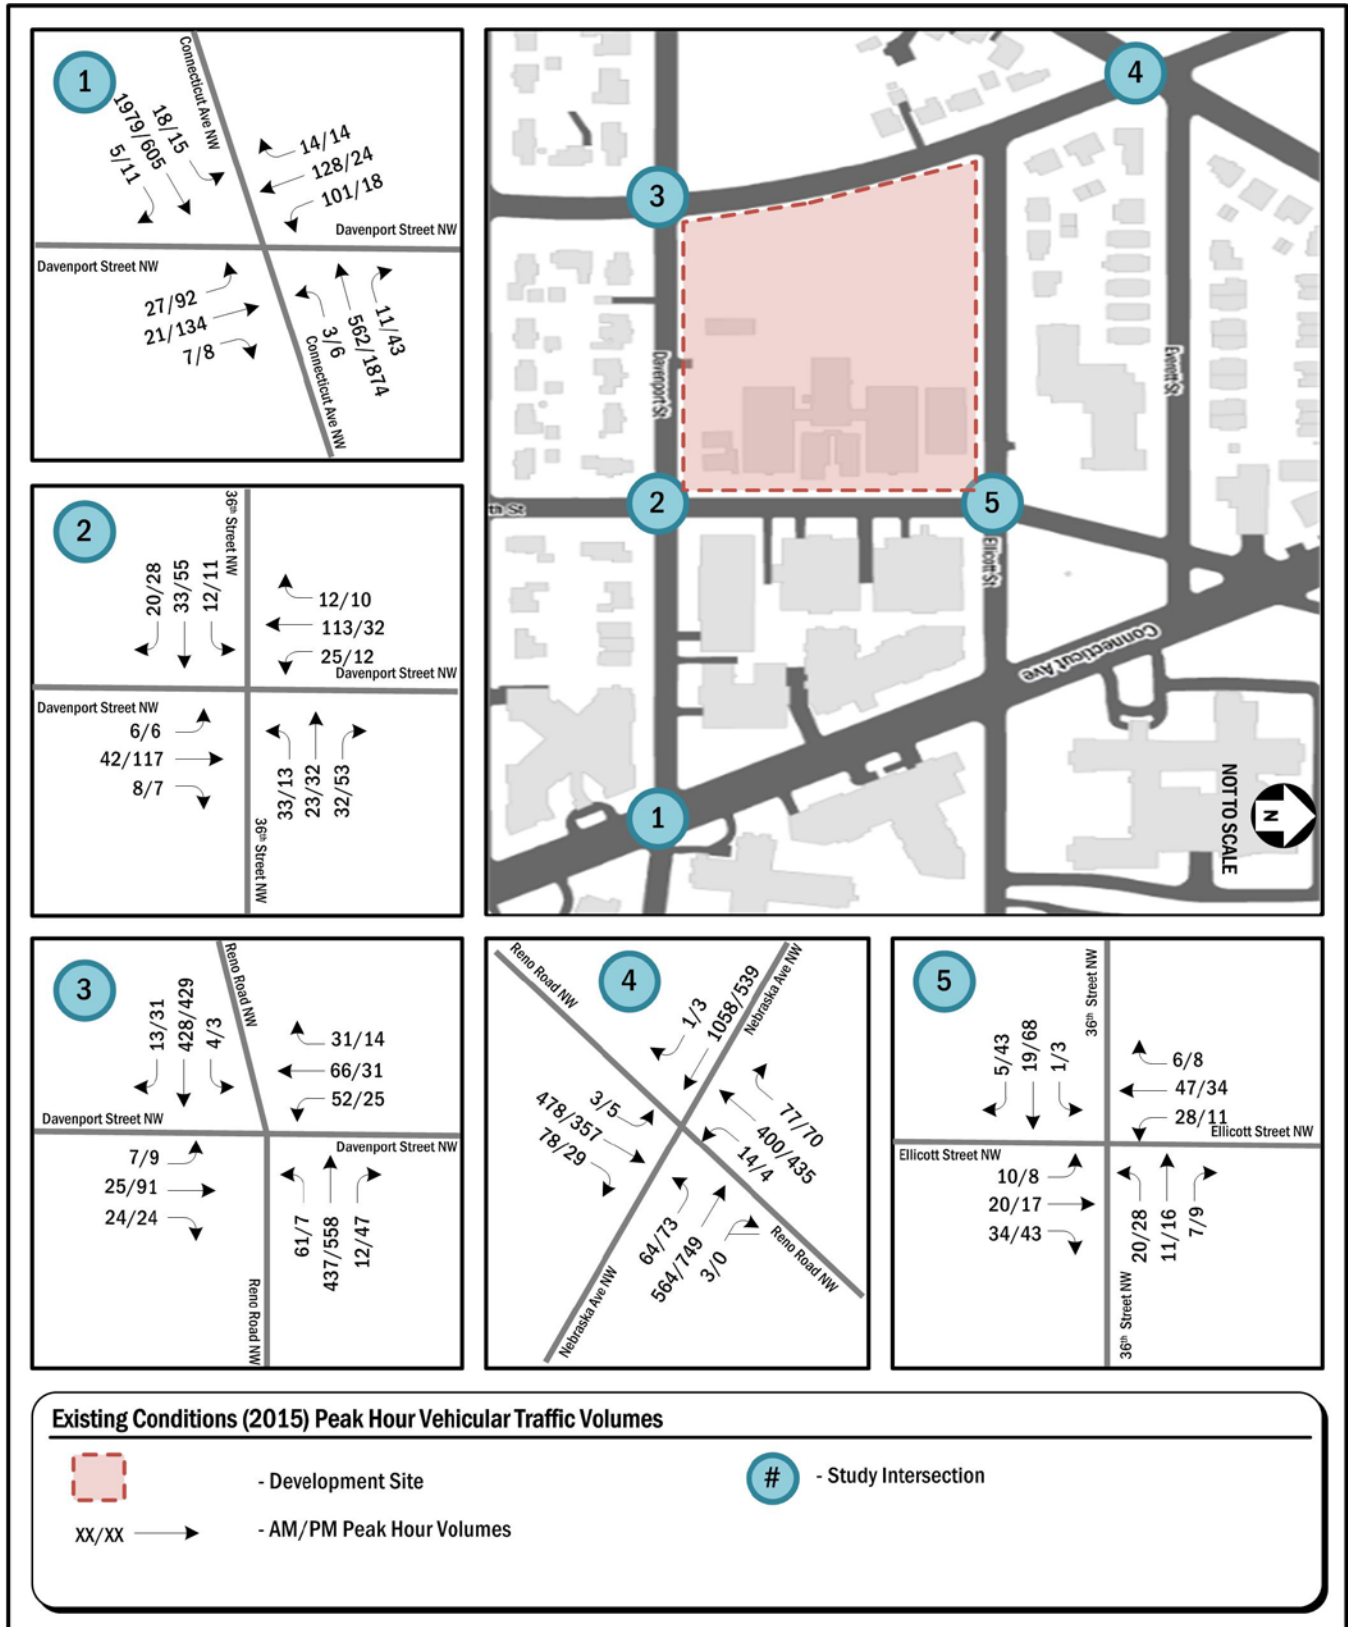 1
Connecticut Ave NW
18/15
1979/605
5/11
14/14
128/24
101/18
Davenport Street NW
Davenport Street NW
27/92
21/134
7/8
3/6
562/1874
11/43
Connecticut Ave NW
4
3
2
5
1
Davenport St
Everett St
th St
Ellicott St
Connecticut Ave
NOT TO SCALE
N
2
36th Street NW
20/28
33/55
12/11
12/10
113/32
25/12
Davenport Street NW
Davenport Street NW
6/6
42/117
8/7
33/13
23/32
32/53
36th Street NW
3
Reno Road NW
13/31
428/429
4/3
31/14
66/31
52/25
Davenport Street NW
Davenport Street NW
7/9
25/91
24/24
61/7
437/558
12/47
Reno Road NW
4
Reno Road NW
1/3
1058/539
Nebraska Ave NW
3/5
478/357
78/29
77/70
400/435
14/4
64/73
564/749
3/0
Reno Road NW
Nebraska Ave NW
5
36th Street NW
5/43
19/68
1/3
6/8
47/34
28/11
Ellicott Street NW
Ellicott Street NW
10/8
20/17
34/43
20/28
11/16
7/9
36th Street NW
Existing Conditions (2015) Peak Hour Vehicular Traffic Volumes
- Development Site
# - Study Intersection
XX/XX - AM/PM Peak Hour Volumes